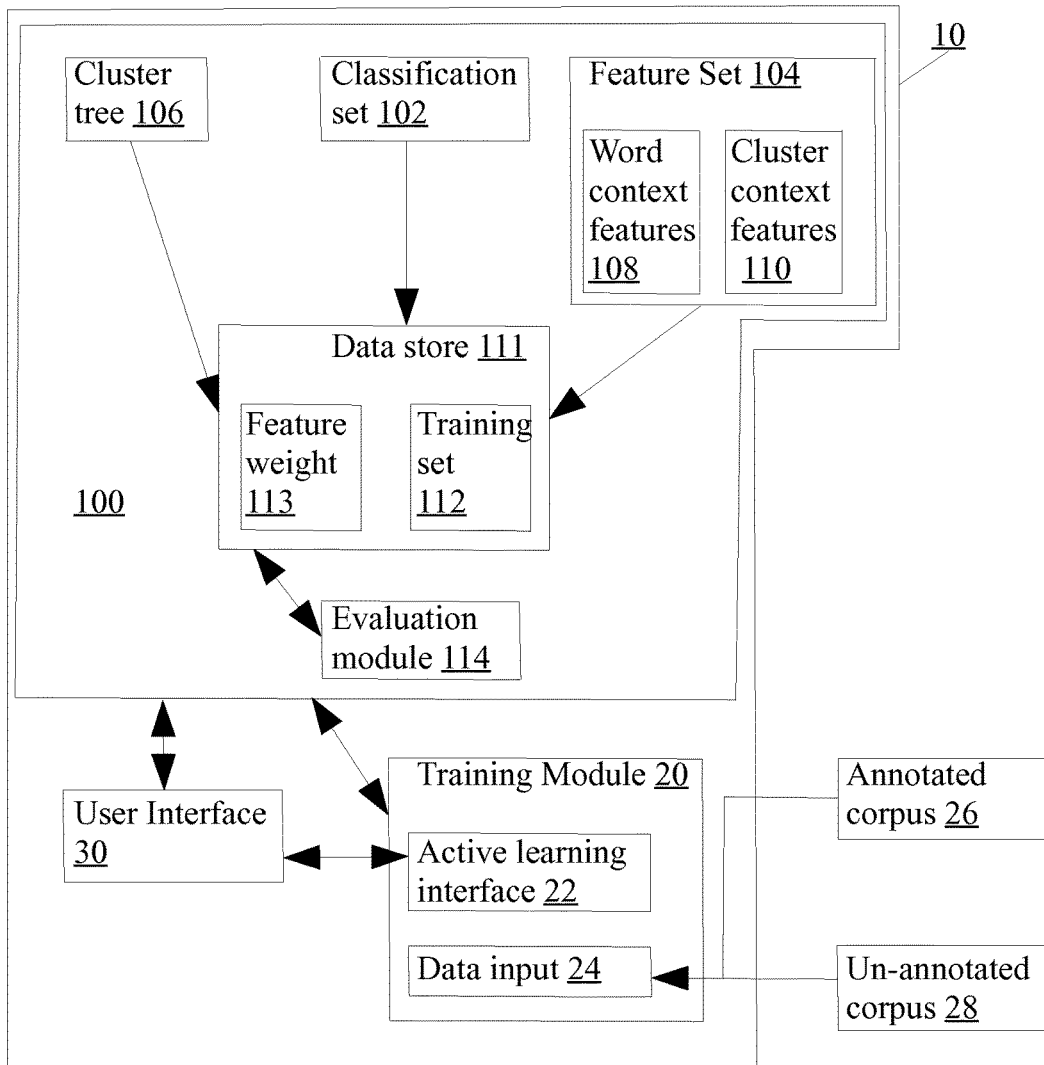 10
Cluster
tree 106
Classification
set 102
Feature Set 104
Word
context
features
108
Cluster
context
features
110
Data store 111
Feature
weight
113
Training
set
112
100
Evaluation
module 114
User Interface
30
Training Module 20
Active learning
interface 22
Data input 24
Annotated
corpus 26
Un-annotated
corpus 28